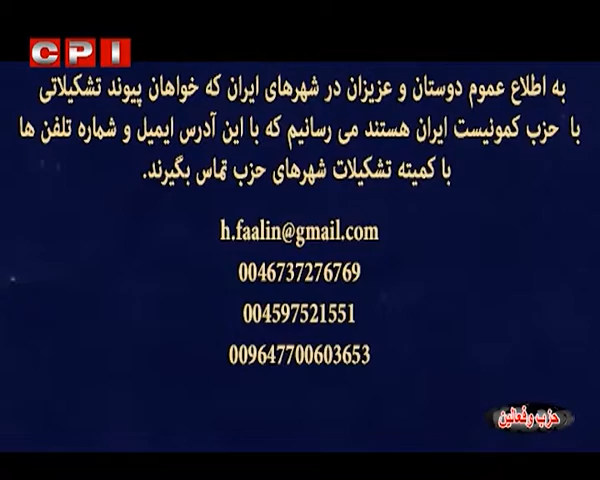 CPI
به اطلاع عموم دوستان و عزیزان در شهرهای ایران که خواهان پیوند تشکیلاتی
با حزب کمونیست ایران هستند می رسانیم که با این آدرس ایمیل و شماره تلفن ها
با کمیته تشکیلات شهرهای حزب تماس بگیرند.
h.faalin@gmail.com
0046737276769
004597521551
009647700603653
حزب وفعالین